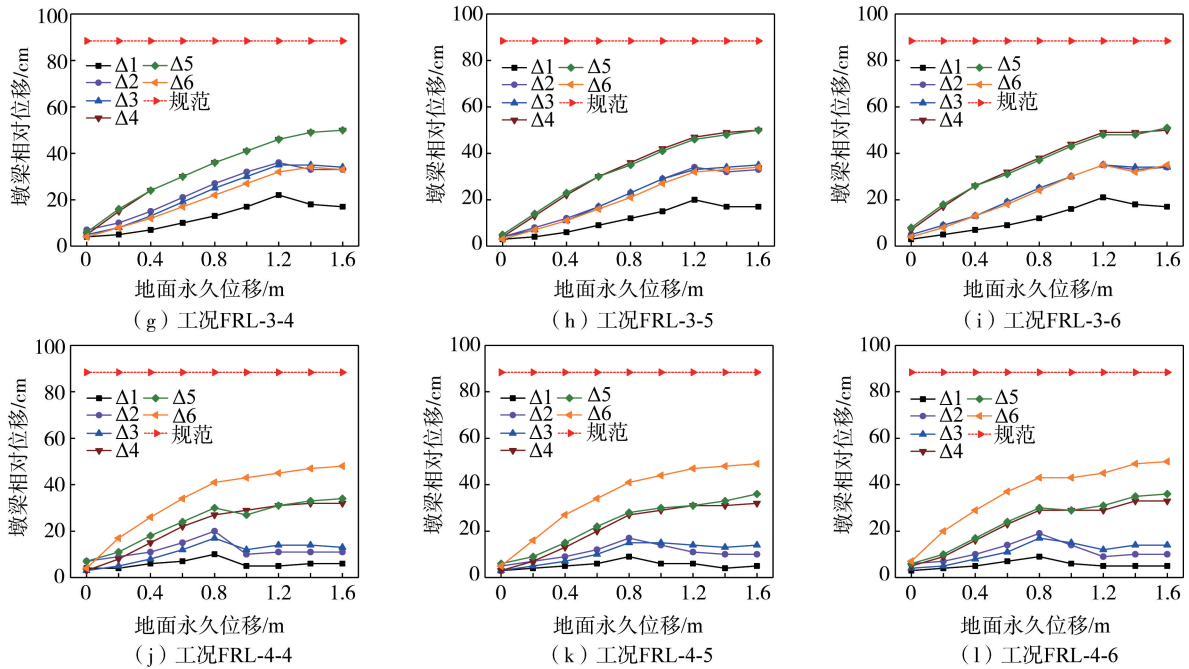 100
80
60
40
20
0
墩梁相对位移/cm
Δ1
Δ2
Δ3
Δ4
Δ5
Δ6
规范
0
0.4
0.8
1.2
1.6
地面永久位移/m
(g) 工况FRL-3-4
100
80
60
40
20
0
墩梁相对位移/cm
Δ1
Δ2
Δ3
Δ4
Δ5
Δ6
规范
0
0.4
0.8
1.2
1.6
地面永久位移/m
(h) 工况FRL-3-5
100
80
60
40
20
0
墩梁相对位移/cm
Δ1
Δ2
Δ3
Δ4
Δ5
Δ6
规范
0
0.4
0.8
1.2
1.6
地面永久位移/m
(i) 工况FRL-3-6
100
80
60
40
20
0
墩梁相对位移/cm
Δ1
Δ2
Δ3
Δ4
Δ5
Δ6
规范
0
0.4
0.8
1.2
1.6
地面永久位移/m
(j) 工况FRL-4-4
100
80
60
40
20
0
墩梁相对位移/cm
Δ1
Δ2
Δ3
Δ4
Δ5
Δ6
规范
0
0.4
0.8
1.2
1.6
地面永久位移/m
(k) 工况FRL-4-5
100
80
60
40
20
0
墩梁相对位移/cm
Δ1
Δ2
Δ3
Δ4
Δ5
Δ6
规范
0
0.4
0.8
1.2
1.6
地面永久位移/m
(l) 工况FRL-4-6